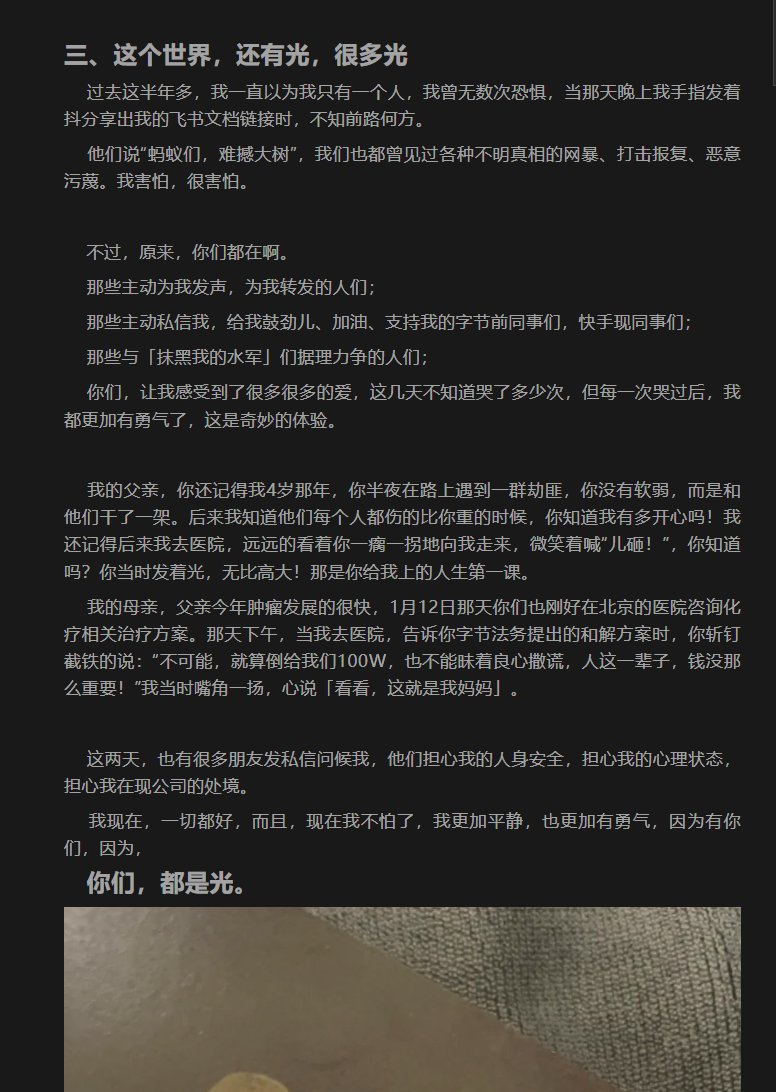 三、这个世界，还有光，很多光
过去这半年多，我一直以为我只有一个人，我曾无数次恐惧，当那天晚上我手指发着
抖分享出我的飞书文档链接时，不知前路何方。
他们说“蚂蚁们，难撼大树”，我们也都曾见过各种不明真相的网暴、打击报复、恶意
污蔑。我害怕，很害怕。
不过，原来，你们都在啊。
那些主动为我发声，为我转发的人们；
那些主动私信我，给我鼓劲儿、加油、支持我的字节前同事们，快手现同事们；
那些与「抹黑我的水军」们据理力争的人们；
你们，让我感受到了很多很多的爱，这几天不知道哭了多少次，但每一次哭过后，我
都更加有勇气了，这是奇妙的体验。
我的父亲，你还记得我4岁那年，你半夜在路上遇到一群劫匪，你没有软弱，而是和
他们干了一架。后来我知道他们每个人都伤的比你重的时候，你知道我有多开心吗！我
还记得后来我去医院，远远的看着你一瘸一拐地向我走来，微笑着喊“儿砸！”，你知道
吗？你当时发着光，无比高大！那是你给我上的人生第一课。
我的母亲，父亲今年肿瘤发展的很快，1月12日那天你们也刚好在北京的医院咨询化
疗相关治疗方案。那天下午，当我去医院，告诉你字节法务提出的和解方案时，你斩钉
截铁的说：“不可能，就算倒给我们100W，也不能昧着良心撒谎，人这一辈子，钱没那
么重要！”我当时嘴角一扬，心说「看看，这就是我妈妈」。
这两天，也有很多朋友发私信问候我，他们担心我的人身安全，担心我的心理状态，
担心我在现公司的处境。
我现在，一切都好，而且，现在我不怕了，我更加平静，也更加有勇气，因为有你
们，因为，
你们，都是光。